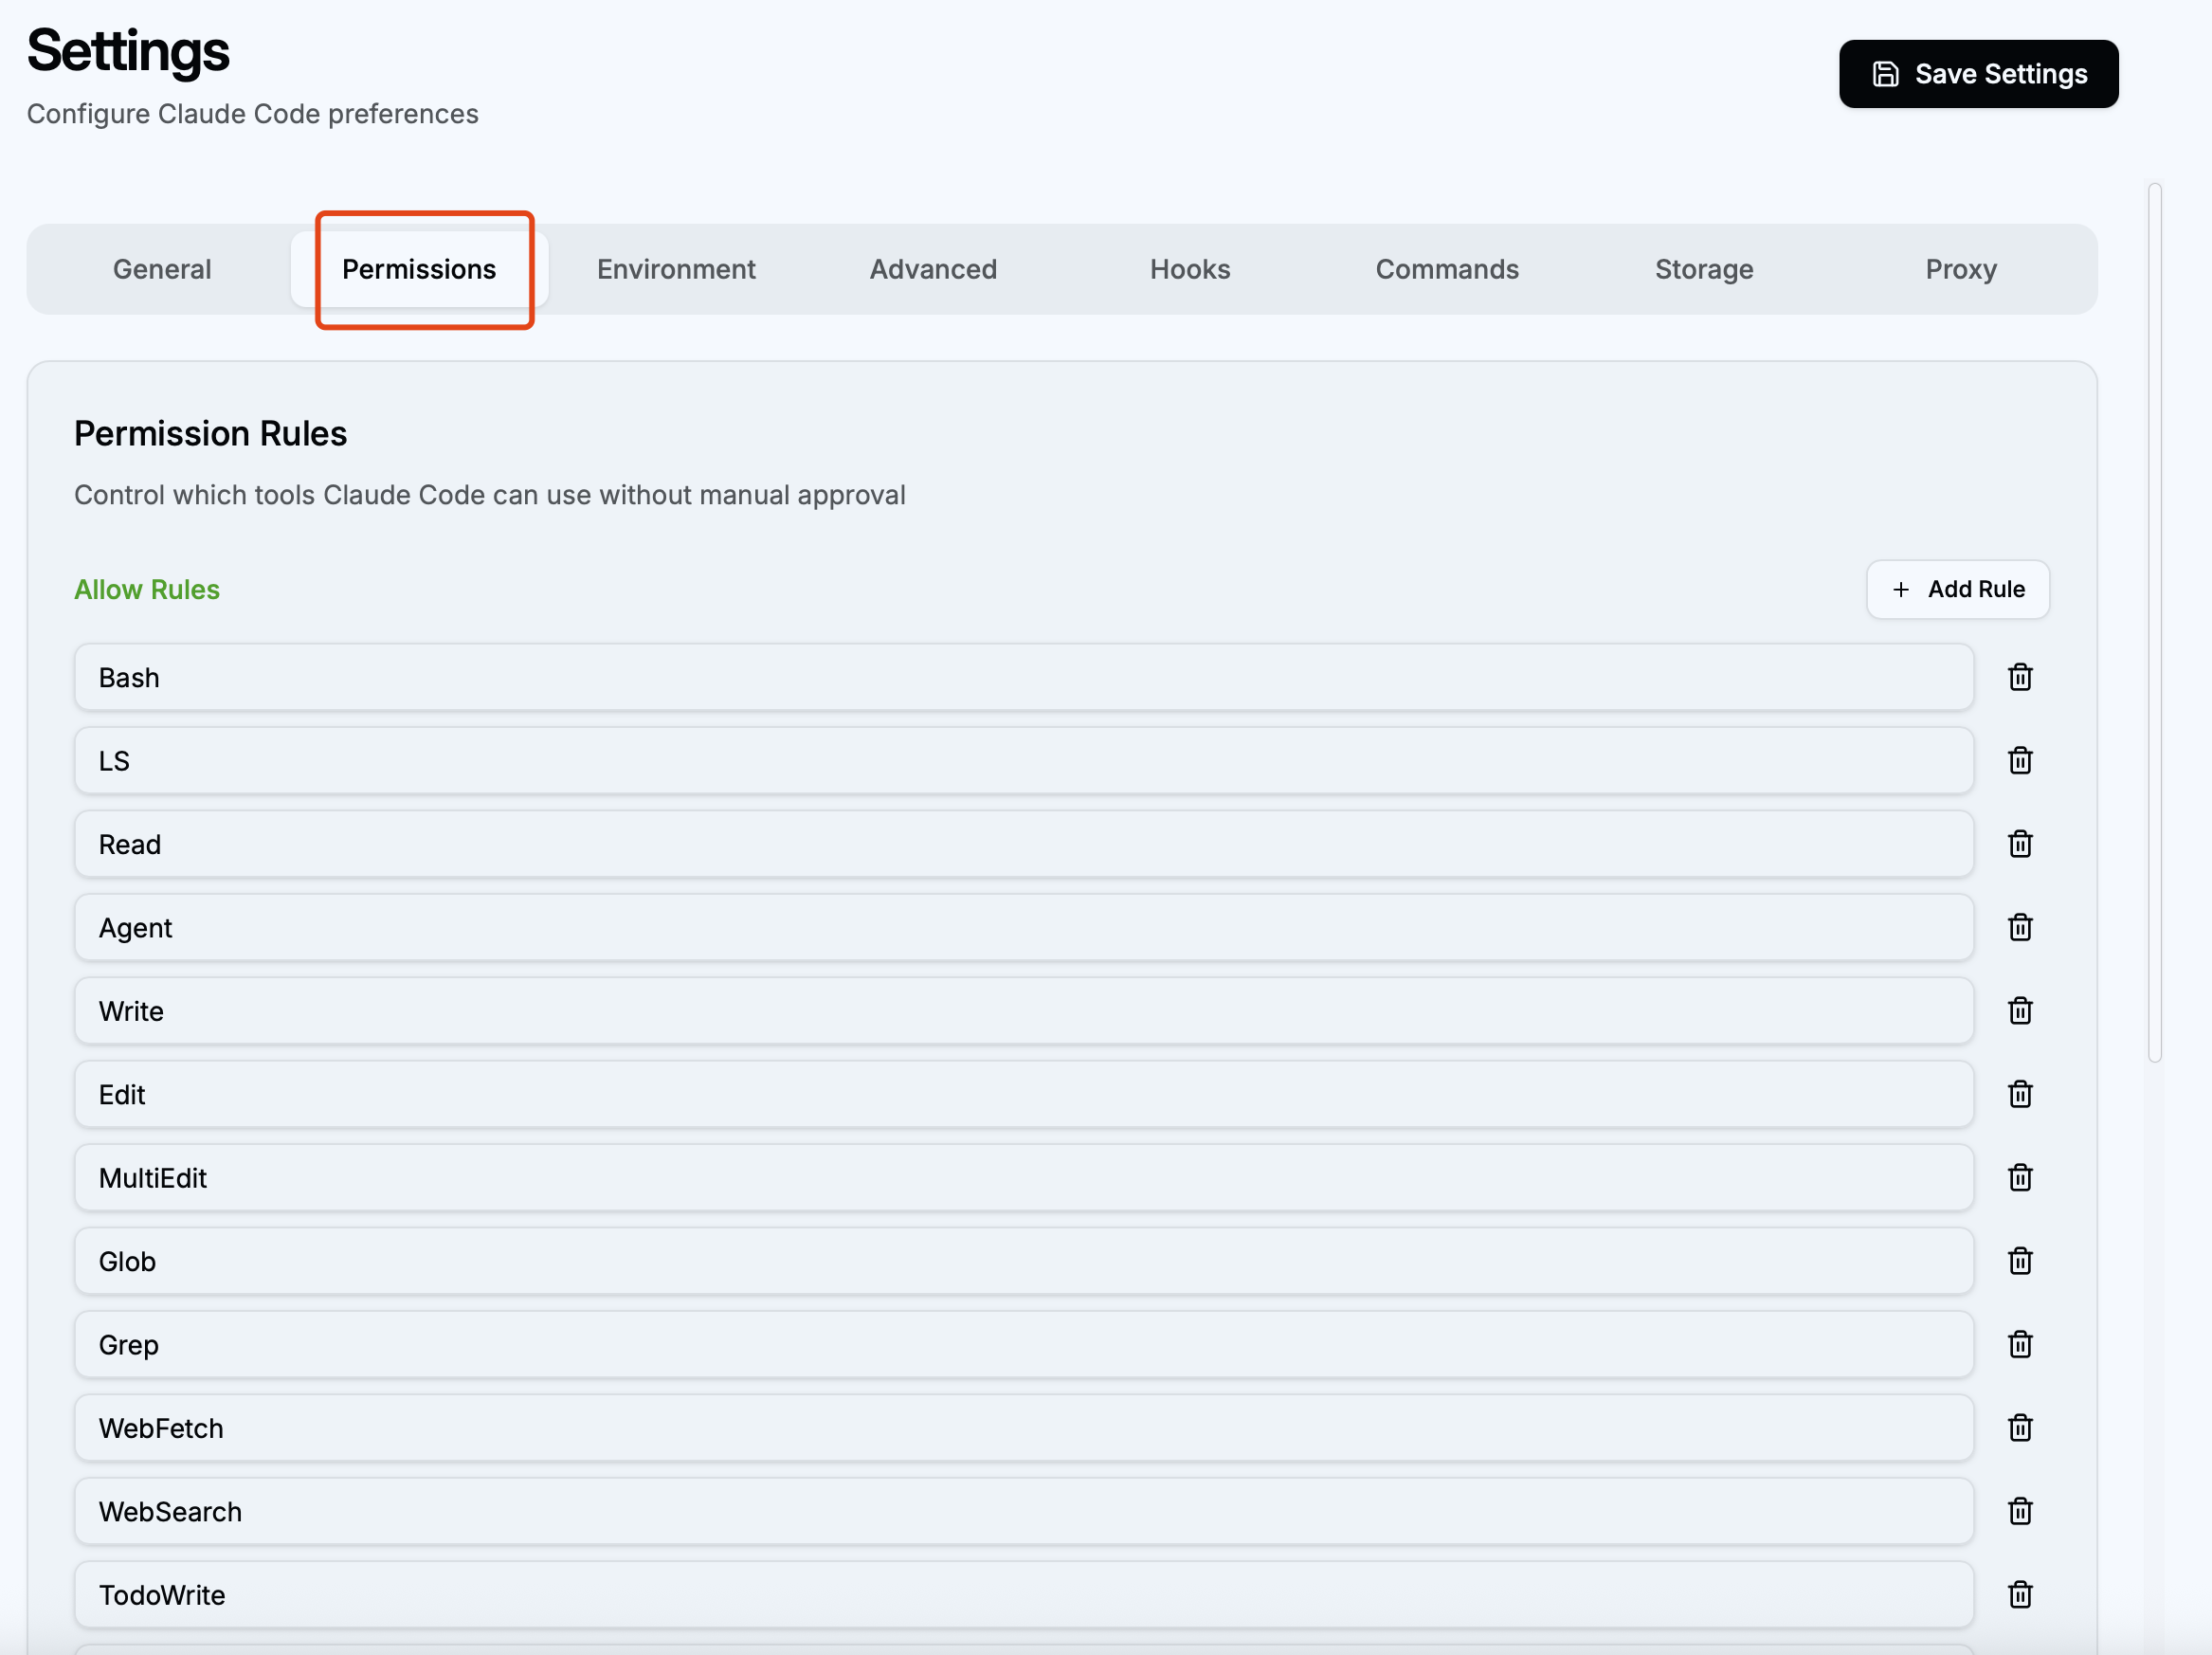 Settings
Configure Claude Code preferences
Save Settings
General Permissions Environment Advanced Hooks Commands Storage Proxy
Permission Rules
Control which tools Claude Code can use without manual approval
Allow Rules
+ Add Rule
Bash
LS
Read
Agent
Write
Edit
MultiEdit
Glob
Grep
WebFetch
WebSearch
TodoWrite